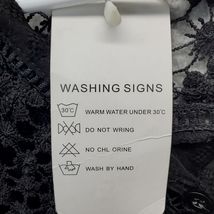 WASHING SIGNS
30℃ WARM WATER UNDER 30℃
DO NOT WRING
NO CHL ORINE
WASH BY HAND